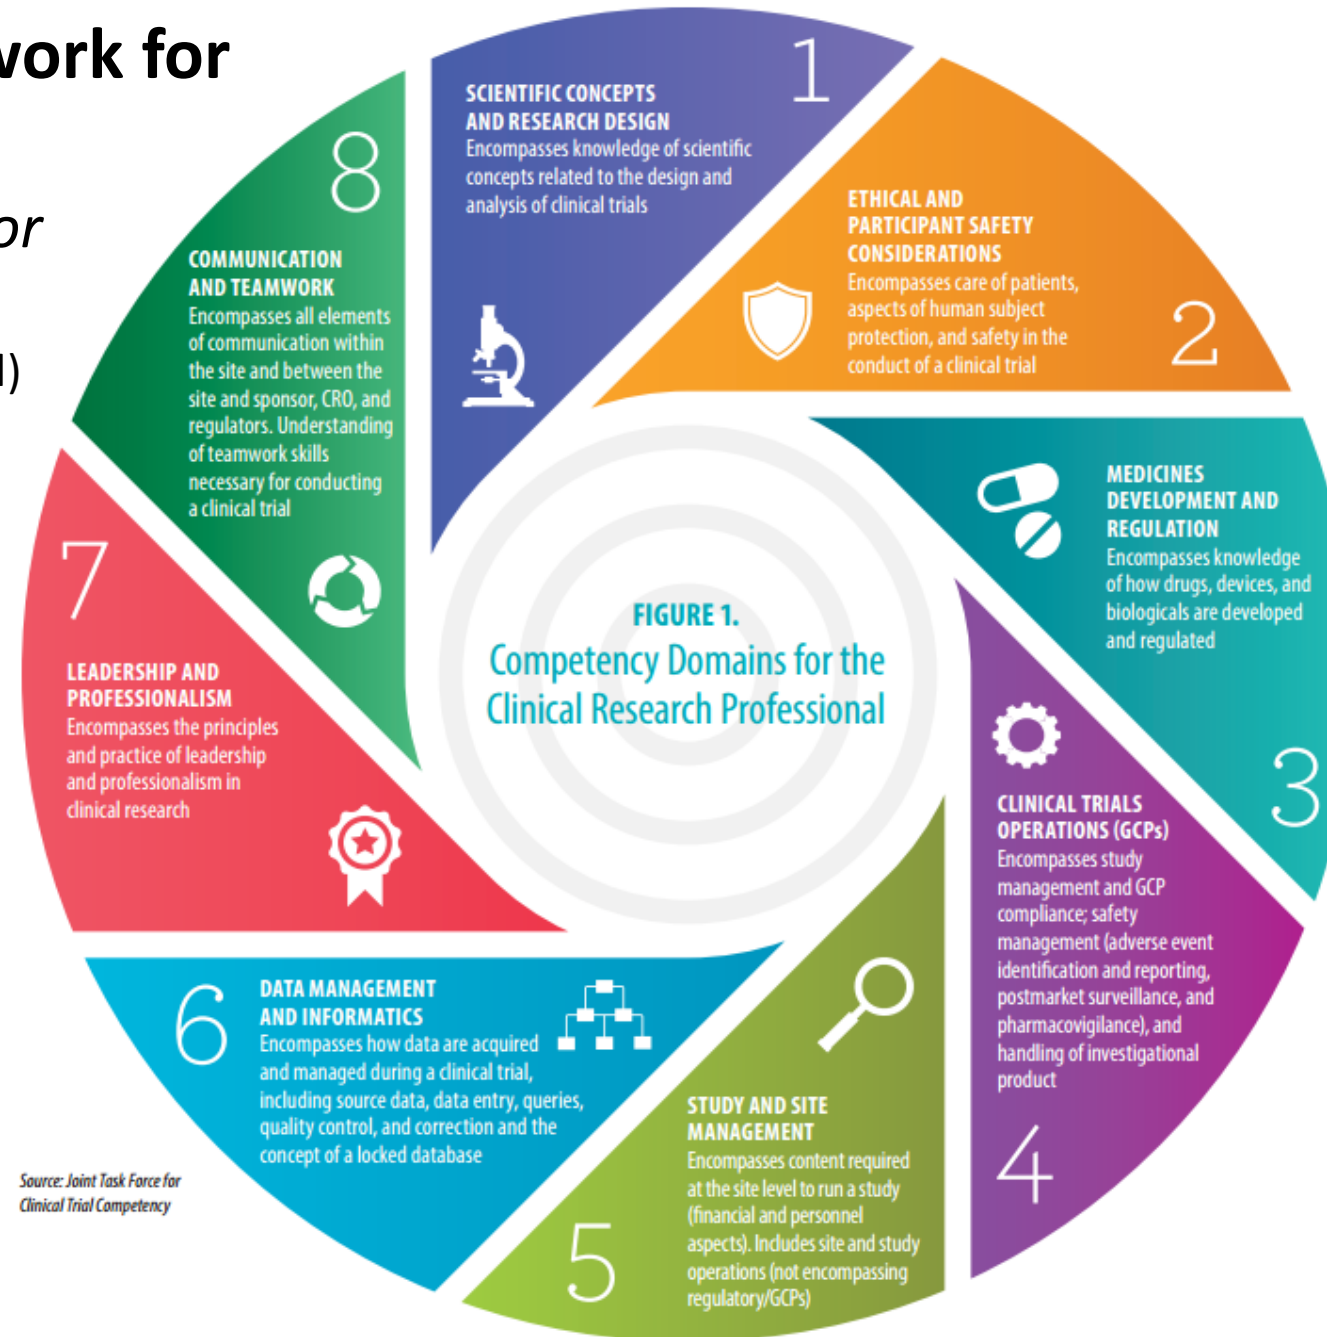 work for
or
l)
1
SCIENTIFIC CONCEPTS
AND RESEARCH DESIGN
Encompasses knowledge of scientific
concepts related to the design and
analysis of clinical trials
2
ETHICAL AND
PARTICIPANT SAFETY
CONSIDERATIONS
Encompasses care of patients,
aspects of human subject
protection, and safety in the
conduct of a clinical trial
3
MEDICINES
DEVELOPMENT AND
REGULATION
Encompasses knowledge
of how drugs, devices, and
biologicals are developed
and regulated
4
CLINICAL TRIALS
OPERATIONS (GCPs)
Encompasses study
management and GCP
compliance; safety
management (adverse event
identification and reporting,
postmarket surveillance, and
pharmacovigilance), and
handling of investigational
product
5
STUDY AND SITE
MANAGEMENT
Encompasses content required
at the site level to run a study
(financial and personnel
aspects). Includes site and study
operations (not encompassing
regulatory/GCPs)
6
DATA MANAGEMENT
AND INFORMATICS
Encompasses how data are acquired
and managed during a clinical trial,
including source data, data entry, queries,
quality control, and correction and the
concept of a locked database
7
LEADERSHIP AND
PROFESSIONALISM
Encompasses the principles
and practice of leadership
and professionalism in
clinical research
8
COMMUNICATION
AND TEAMWORK
Encompasses all elements
of communication within
the site and between the
site and sponsor, CRO, and
regulators. Understanding
of teamwork skills
necessary for conducting
a clinical trial
FIGURE 1.
Competency Domains for the
Clinical Research Professional
Source: Joint Task Force for
Clinical Trial Competency